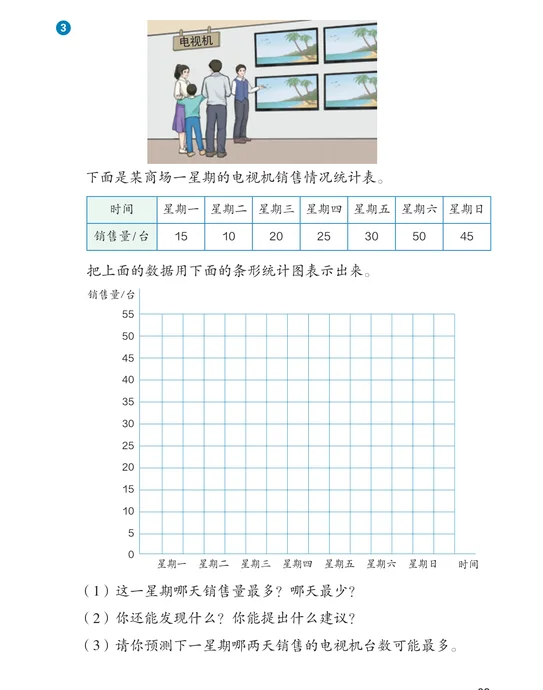 3
电视机
下面是某商场一星期的电视机销售情况统计表。
时间 星期一 星期二 星期三 星期四 星期五 星期六 星期日
销售量/台 15 10 20 25 30 50 45
把上面的数据用下面的条形统计图表示出来。
销售量/台
55
50
45
40
35
30
25
20
15
10
5
0
星期一 星期二 星期三 星期四 星期五 星期六 星期日 时间
(1)这一星期哪天销售量最多?哪天最少?
(2)你还能发现什么?你能提出什么建议?
(3)请你预测下一星期哪两天销售的电视机台数可能最多。